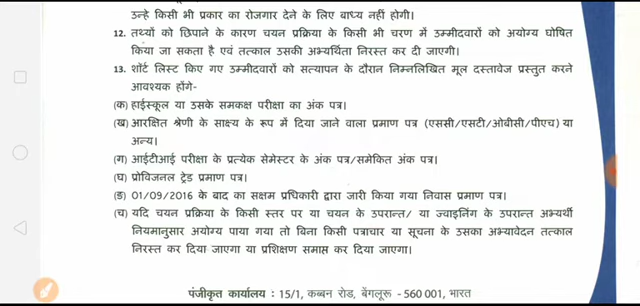 उन्हे किसी भी प्रकार का रोजगार देने के लिए बाध्य नहीं होगी।
12. तथ्यों को छिपाने के कारण चयन प्रक्रिया के किसी भी चरण में उम्मीदवारों को अयोग्य घोषित
किया जा सकता है एवं तत्काल उसकी अभ्यर्थिता निरस्त कर दी जाएगी।
13. शॉर्ट लिस्ट किए गए उम्मीदवारों को सत्यापन के दौरान निम्नलिखित मूल दस्तावेज प्रस्तुत करने
आवश्यक होंगे-
(क) हाईस्कूल या उसके समकक्ष परीक्षा का अंक पत्र।
(ख) आरक्षित श्रेणी के साक्ष्य के रूप में दिया जाने वाला प्रमाण पत्र (एससी/एसटी/ओबीसी/पीएच) या
अन्य।
(ग) आईटीआई परीक्षा के प्रत्येक सेमेस्टर के अंक पत्र/समेकित अंक पत्र।
(घ) प्रोविजनल ट्रेड प्रमाण पत्र।
(ङ) 01/09/2016 के बाद का सक्षम प्रधिकारी द्वारा जारी किया गया निवास प्रमाण पत्र।
(च) यदि चयन प्रक्रिया के किसी स्तर पर या चयन के उपरान्त/ या ज्वाइनिंग के उपरान्त अभ्यर्थी
नियमानुसार अयोग्य पाया गया तो बिना किसी पत्राचार या सूचना के उसका अभ्यावेदन तत्काल
निरस्त कर दिया जाएगा या प्रशिक्षण समाप्त कर दिया जाएगा।
पंजीकृत कार्यालय : 15/1, कब्बन रोड, बेंगलूरू - 560 001, भारत